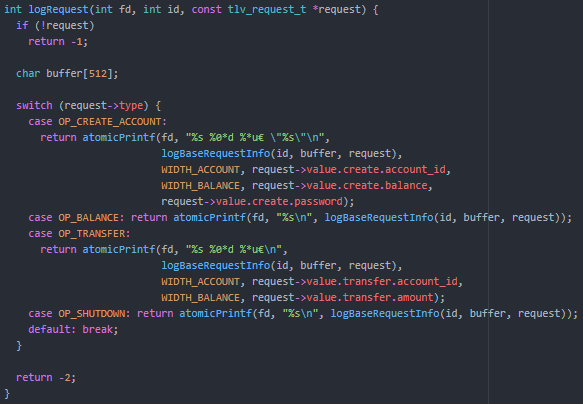 int logRequest(int fd, int id, const tlv_request_t *request) {
  if (!request)
    return -1;

  char buffer[512];

  switch (request->type) {
    case OP_CREATE_ACCOUNT:
      return atomicPrintf(fd, "%s %0*d %*u€ \"%s\"\n",
                          logBaseRequestInfo(id, buffer, request),
                          WIDTH_ACCOUNT, request->value.create.account_id,
                          WIDTH_BALANCE, request->value.create.balance,
                          request->value.create.password);
    case OP_BALANCE: return atomicPrintf(fd, "%s\n", logBaseRequestInfo(id, buffer, request));
    case OP_TRANSFER:
      return atomicPrintf(fd, "%s %0*d %*u€\n",
                          logBaseRequestInfo(id, buffer, request),
                          WIDTH_ACCOUNT, request->value.transfer.account_id,
                          WIDTH_BALANCE, request->value.transfer.amount);
    case OP_SHUTDOWN: return atomicPrintf(fd, "%s\n", logBaseRequestInfo(id, buffer, request));
    default: break;
  }

  return -2;
}